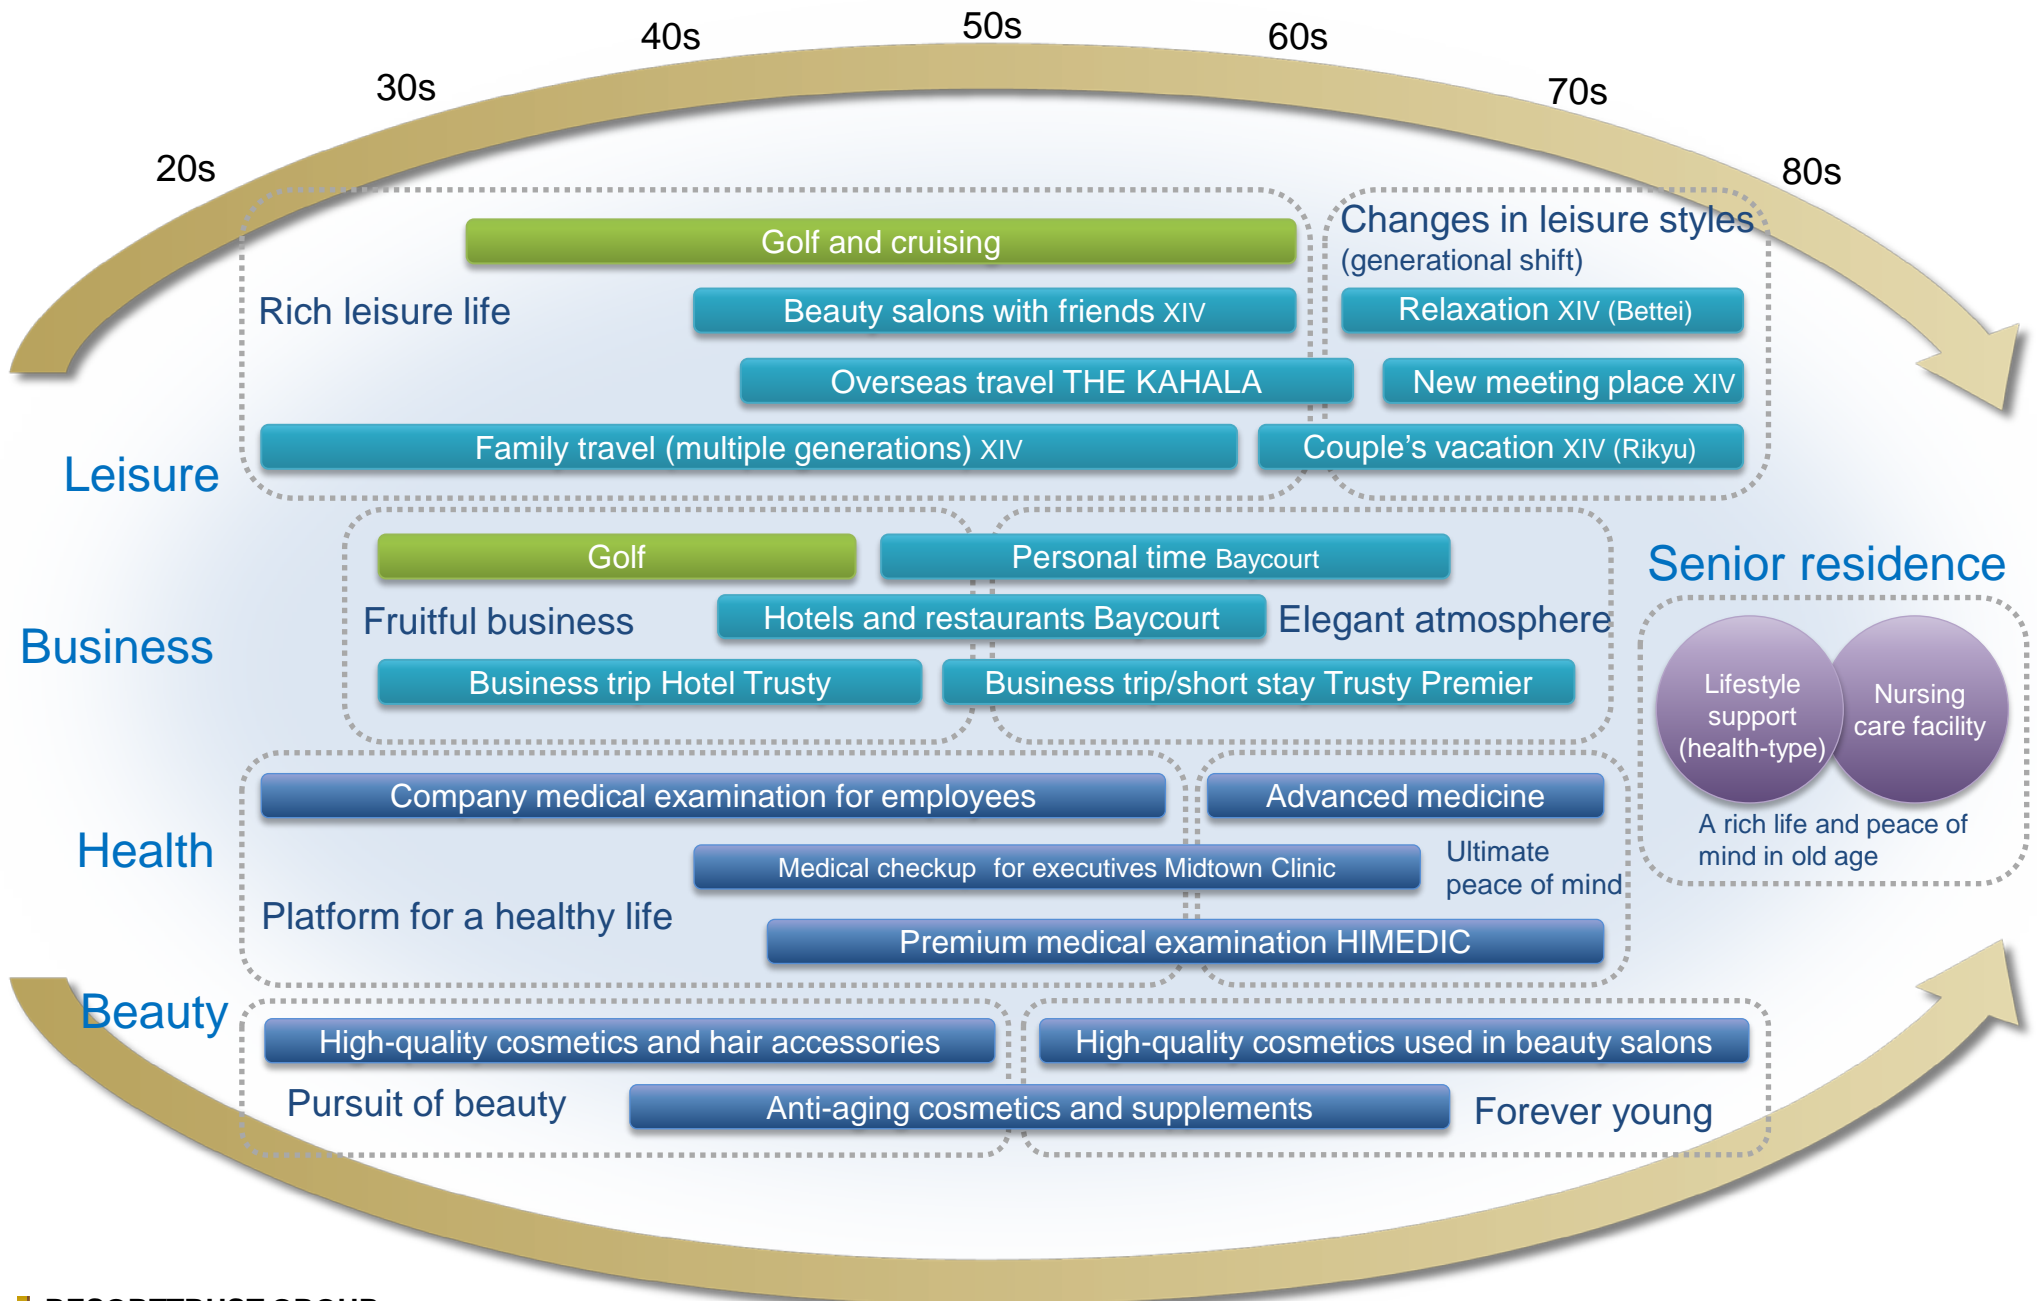 20s
30s
40s
50s
60s
70s
80s
Leisure
Rich leisure life
Golf and cruising
Beauty salons with friends XIV
Overseas travel THE KAHALA
Family travel (multiple generations) XIV
Changes in leisure styles
(generational shift)
Relaxation XIV (Bettei)
New meeting place XIV
Couple's vacation XIV (Rikyu)
Business
Golf
Fruitful business
Business trip Hotel Trusty
Personal time Baycourt
Hotels and restaurants Baycourt
Elegant atmosphere
Business trip/short stay Trusty Premier
Senior residence
Lifestyle
support
(health-type)
Nursing
care facility
A rich life and peace of
mind in old age
Health
Company medical examination for employees
Advanced medicine
Medical checkup for executives Midtown Clinic
Ultimate
peace of mind
Platform for a healthy life
Premium medical examination HIMEDIC
Beauty
High-quality cosmetics and hair accessories
High-quality cosmetics used in beauty salons
Pursuit of beauty
Anti-aging cosmetics and supplements
Forever young
RESORTTRUST GROUP